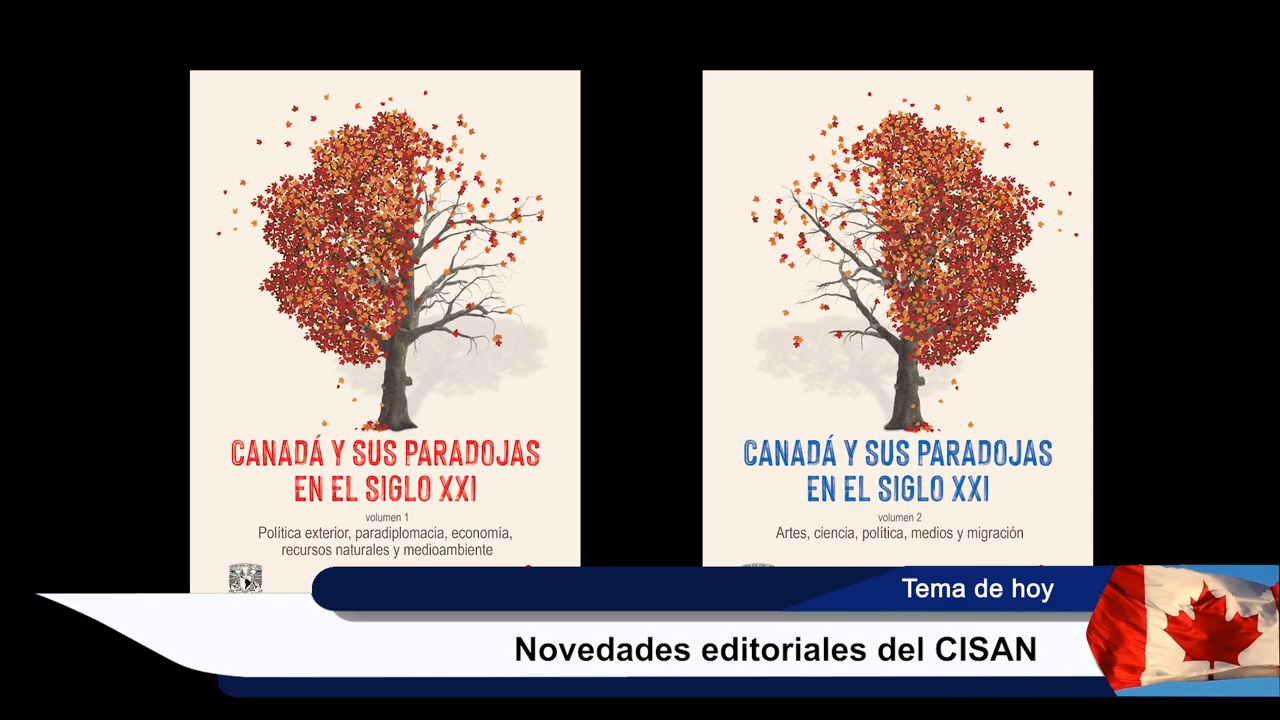 CANADÁ Y SUS PARADOJAS
EN EL SIGLO XXI
volumen 1
Política exterior, paradiplomacia, economía,
recursos naturales y medioambiente
CANADÁ Y SUS PARADOJAS
EN EL SIGLO XXI
volumen 2
Artes, ciencia, política, medios y migración
Tema de hoy
Novedades editoriales del CISAN